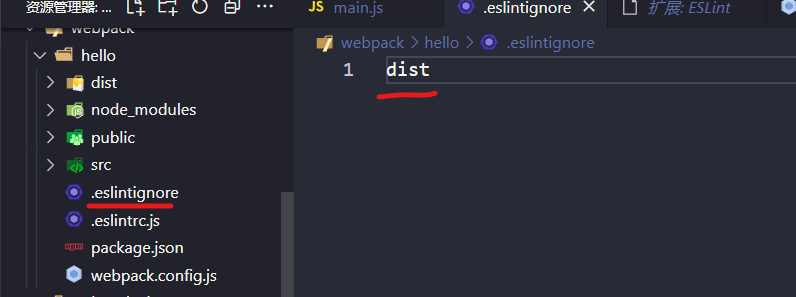 资源管理器: ...
main.js
.eslintignore
扩展: ESLint
webpack
hello
dist
node_modules
public
src
.eslintignore
.eslintrc.js
package.json
webpack.config.js
webpack > hello > .eslintignore
1 dist